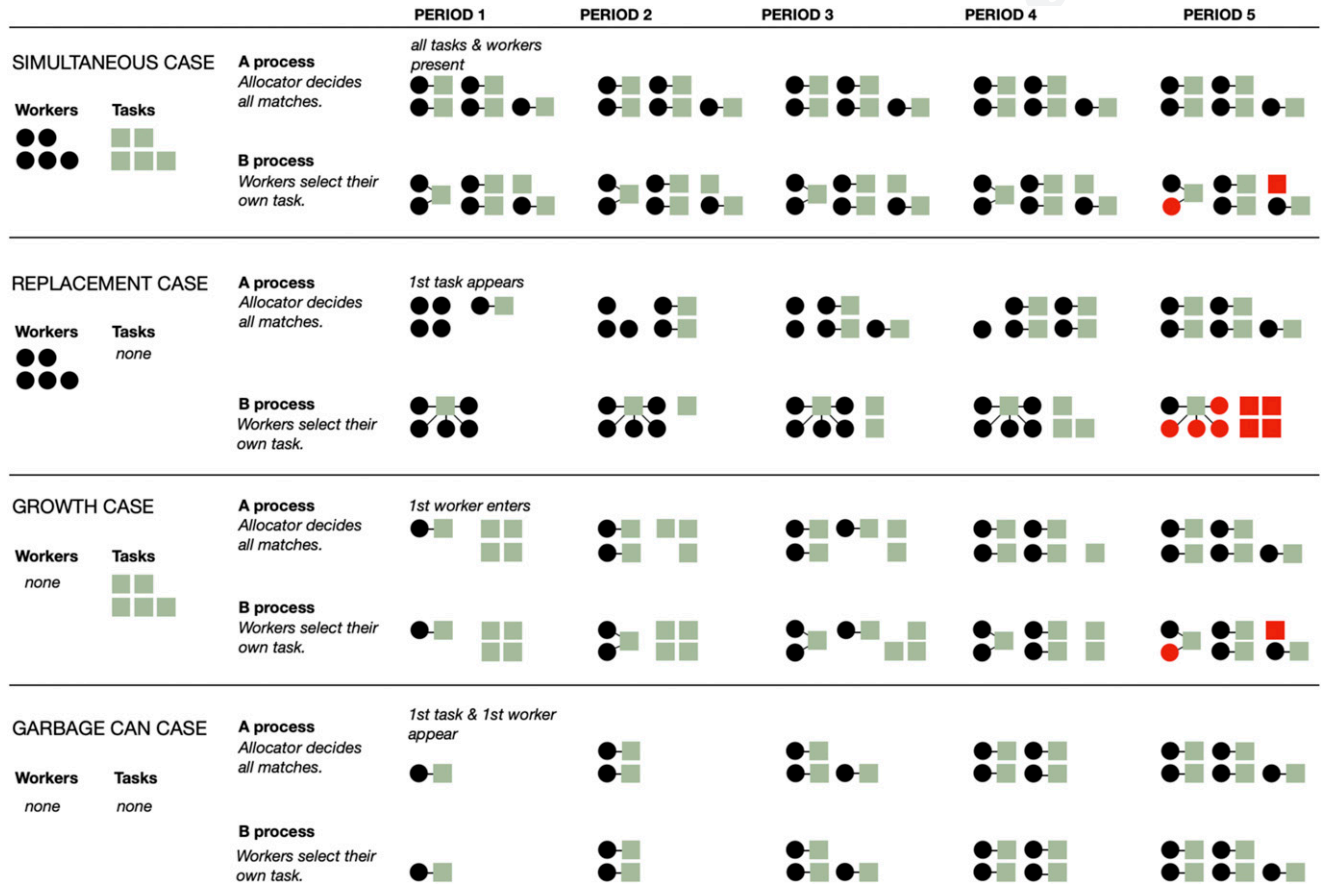 PERIOD 1 PERIOD 2 PERIOD 3 PERIOD 4 PERIOD 5
SIMULTANEOUS CASE
Workers Tasks
A process
Allocator decides
all matches.
all tasks & workers
present
B process
Workers select their
own task.
REPLACEMENT CASE
Workers Tasks
none
A process
Allocator decides
all matches.
1st task appears
B process
Workers select their
own task.
GROWTH CASE
Workers Tasks
none
A process
Allocator decides
all matches.
1st worker enters
B process
Workers select their
own task.
GARBAGE CAN CASE
Workers Tasks
none none
A process
Allocator decides
all matches.
1st task & 1st worker
appear
B process
Workers select their
own task.